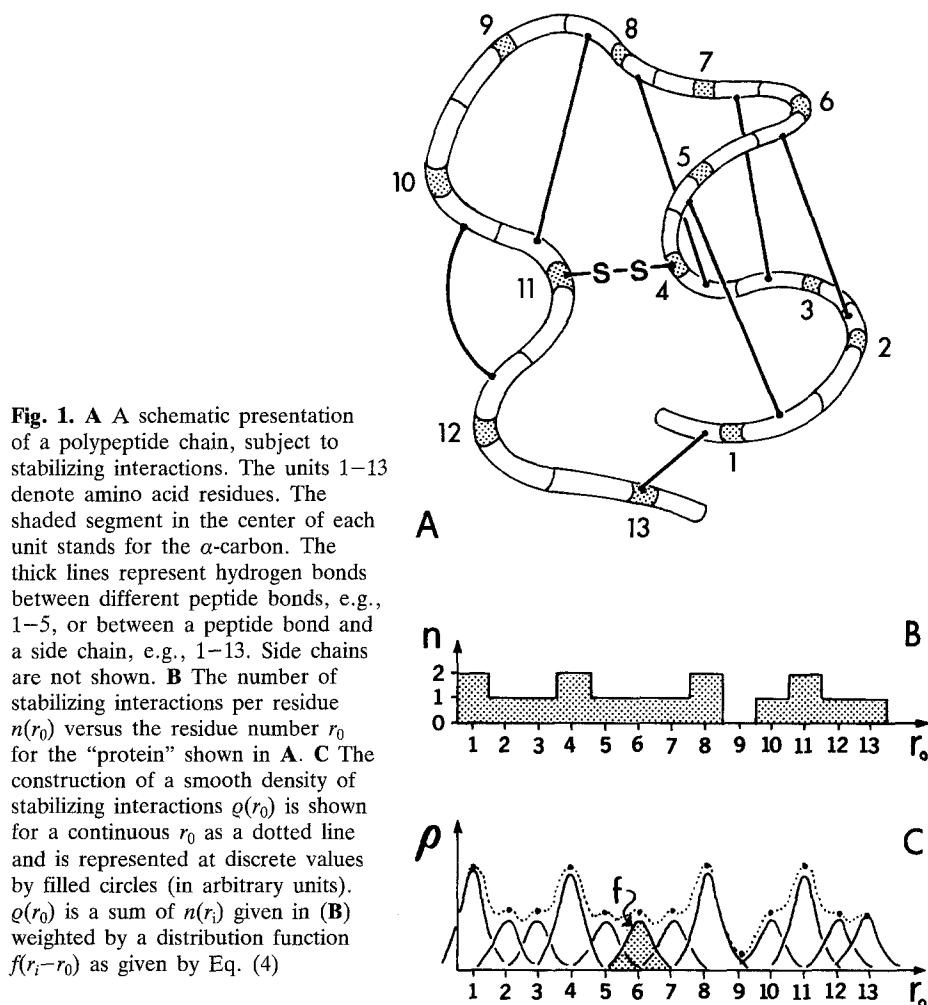 Fig. 1. A A schematic presentation
of a polypeptide chain, subject to
stabilizing interactions. The units 1–13
denote amino acid residues. The
shaded segment in the center of each
unit stands for the α-carbon. The
thick lines represent hydrogen bonds
between different peptide bonds, e.g.,
1–5, or between a peptide bond and
a side chain, e.g., 1–13. Side chains
are not shown. B The number of
stabilizing interactions per residue
n(r₀) versus the residue number r₀
for the “protein” shown in A. C The
construction of a smooth density of
stabilizing interactions ϱ(r₀) is shown
for a continuous r₀ as a dotted line
and is represented at discrete values
by filled circles (in arbitrary units).
ϱ(r₀) is a sum of n(rᵢ) given in (B)
weighted by a distribution function
f(rᵢ–r₀) as given by Eq. (4)
9
8
7
6
5
10
11
S–S
4
3
2
12
1
13
A
n
B
2
1
0
1 2 3 4 5 6 7 8 9 10 11 12 13 r₀
ρ
C
f
1 2 3 4 5 6 7 8 9 10 11 12 13 r₀